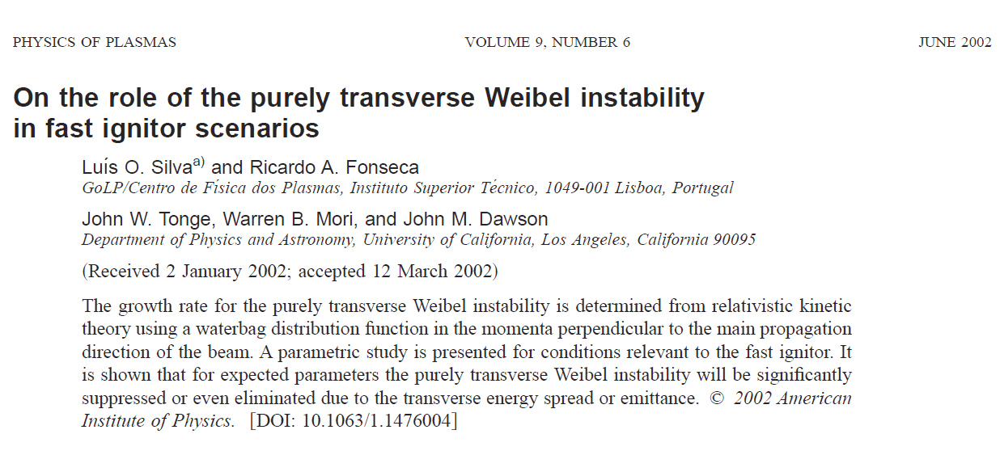 PHYSICS OF PLASMAS VOLUME 9, NUMBER 6 JUNE 2002
On the role of the purely transverse Weibel instability
in fast ignitor scenarios
Luís O. Silvaa) and Ricardo A. Fonseca
GoLP/Centro de Física dos Plasmas, Instituto Superior Técnico, 1049-001 Lisboa, Portugal
John W. Tonge, Warren B. Mori, and John M. Dawson
Department of Physics and Astronomy, University of California, Los Angeles, California 90095
(Received 2 January 2002; accepted 12 March 2002)
The growth rate for the purely transverse Weibel instability is determined from relativistic kinetic
theory using a waterbag distribution function in the momenta perpendicular to the main propagation
direction of the beam. A parametric study is presented for conditions relevant to the fast ignitor. It
is shown that for expected parameters the purely transverse Weibel instability will be significantly
suppressed or even eliminated due to the transverse energy spread or emittance. © 2002 American
Institute of Physics. [DOI: 10.1063/1.1476004]